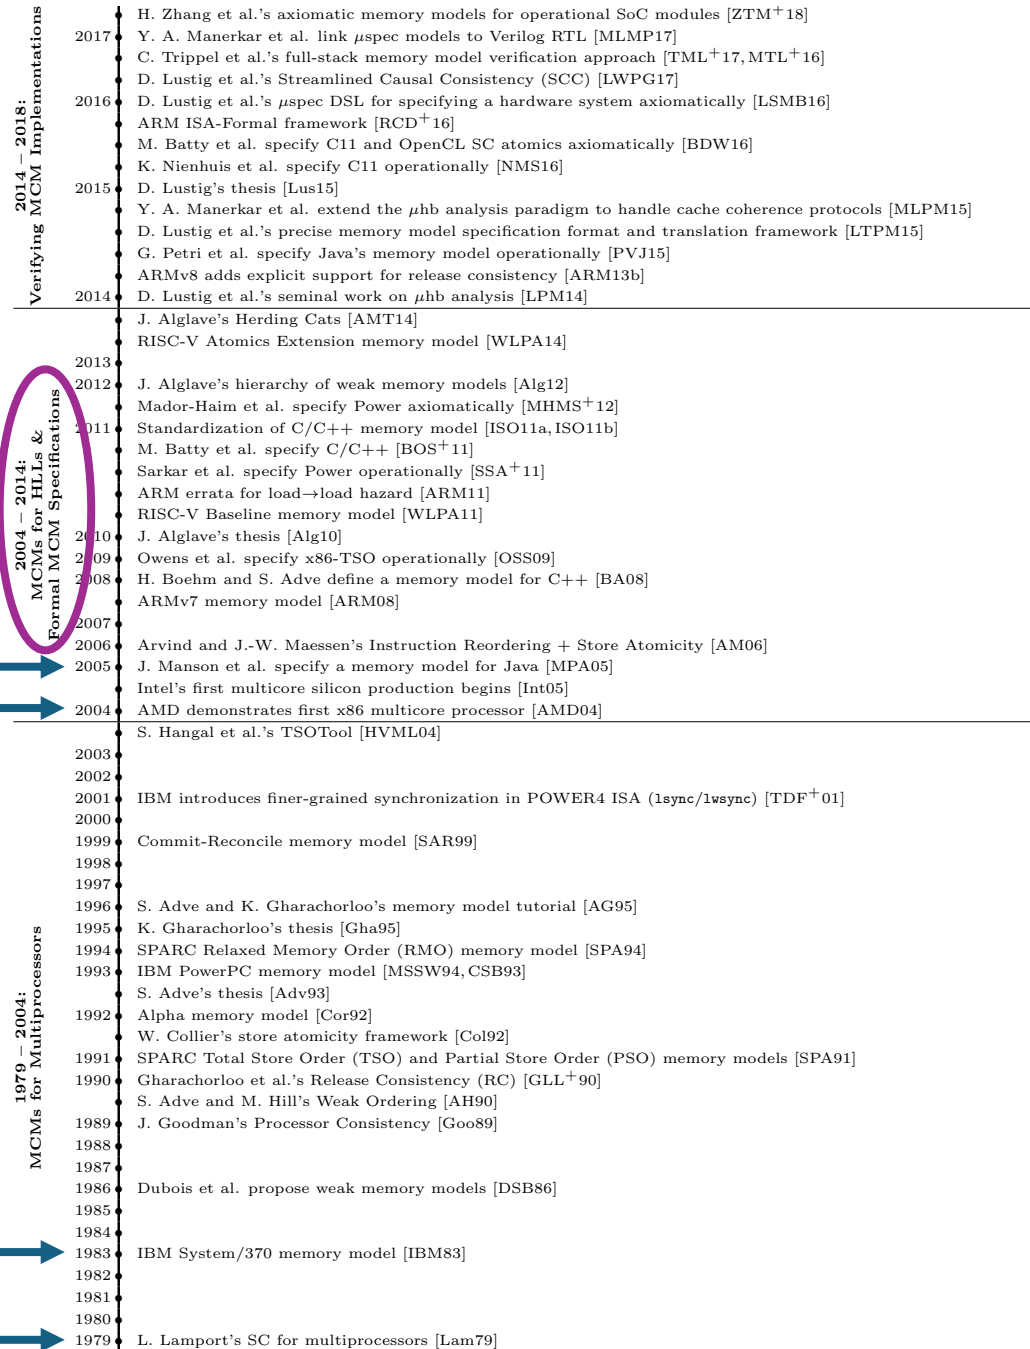 H. Zhang et al.'s axiomatic memory models for operational SoC modules [ZTM+18]
2017 Y. A. Manerkar et al. link μspec models to Verilog RTL [MLMP17]
C. Trippel et al.'s full-stack memory model verification approach [TML+17, MTL+16]
D. Lustig et al.'s Streamlined Causal Consistency (SCC) [LWPG17]
2016 D. Lustig et al.'s μspec DSL for specifying a hardware system axiomatically [LSMB16]
ARM ISA-Formal framework [RCD+16]
M. Batty et al. specify C11 and OpenCL SC atomics axiomatically [BDW16]
K. Nienhuis et al. specify C11 operationally [NMS16]
2015 D. Lustig's thesis [Lus15]
Y. A. Manerkar et al. extend the μhb analysis paradigm to handle cache coherence protocols [MLPM15]
D. Lustig et al.'s precise memory model specification format and translation framework [LTPM15]
G. Petri et al. specify Java's memory model operationally [PVJ15]
ARMv8 adds explicit support for release consistency [ARM13b]
2014 D. Lustig et al.'s seminal work on μhb analysis [LPM14]
2014 – 2018:
Verifying MCM Implementations
J. Alglave's Herding Cats [AMT14]
RISC-V Atomics Extension memory model [WLPA14]
2013
2012 J. Alglave's hierarchy of weak memory models [Alg12]
Mador-Haim et al. specify Power axiomatically [MHMS+12]
2011 Standardization of C/C++ memory model [ISO11a, ISO11b]
M. Batty et al. specify C/C++ [BOS+11]
Sarkar et al. specify Power operationally [SSA+11]
ARM errata for load→load hazard [ARM11]
RISC-V Baseline memory model [WLPA11]
2010 J. Alglave's thesis [Alg10]
2009 Owens et al. specify x86-TSO operationally [OSS09]
2008 H. Boehm and S. Adve define a memory model for C++ [BA08]
ARMv7 memory model [ARM08]
2007
2006 Arvind and J.-W. Maessen's Instruction Reordering + Store Atomicity [AM06]
2005 J. Manson et al. specify a memory model for Java [MPA05]
Intel's first multicore silicon production begins [Int05]
2004 AMD demonstrates first x86 multicore processor [AMD04]
2004 – 2014:
MCMs for HLLs &
Formal MCM Specifications
S. Hangal et al.'s TSOTool [HVML04]
2003
2002
2001 IBM introduces finer-grained synchronization in POWER4 ISA (lsync/lwsync) [TDF+01]
2000
1999 Commit-Reconcile memory model [SAR99]
1998
1997
1996 S. Adve and K. Gharachorloo's memory model tutorial [AG95]
1995 K. Gharachorloo's thesis [Gha95]
1994 SPARC Relaxed Memory Order (RMO) memory model [SPA94]
1993 IBM PowerPC memory model [MSSW94, CSB93]
S. Adve's thesis [Adv93]
1992 Alpha memory model [Cor92]
W. Collier's store atomicity framework [Col92]
1991 SPARC Total Store Order (TSO) and Partial Store Order (PSO) memory models [SPA91]
1990 Gharachorloo et al.'s Release Consistency (RC) [GLL+90]
S. Adve and M. Hill's Weak Ordering [AH90]
1989 J. Goodman's Processor Consistency [Goo89]
1988
1987
1986 Dubois et al. propose weak memory models [DSB86]
1985
1984
1983 IBM System/370 memory model [IBM83]
1982
1981
1980
1979 L. Lamport's SC for multiprocessors [Lam79]
1979 – 2004:
MCMs for Multiprocessors